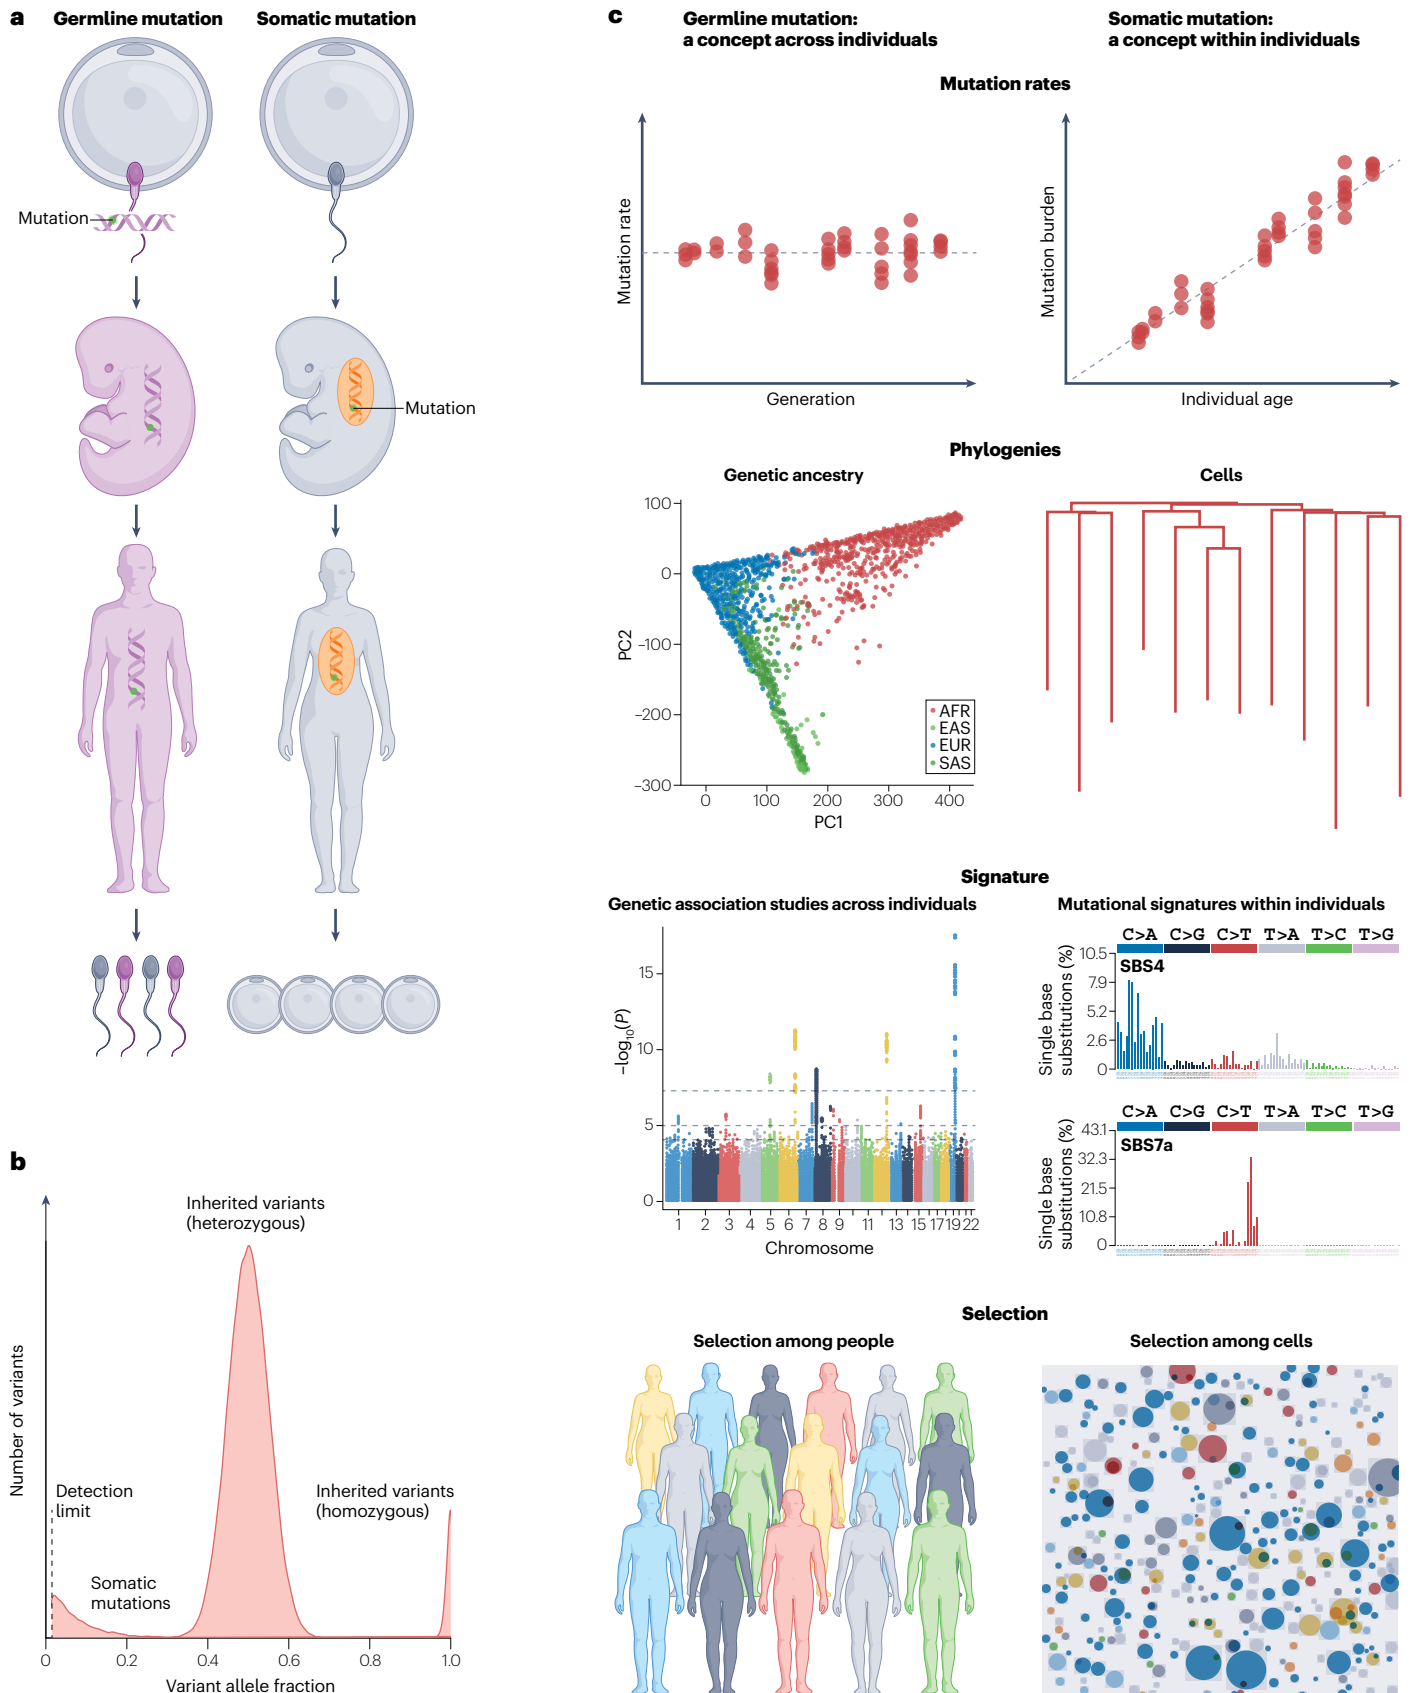 a
Germline mutation
Somatic mutation
Mutation
Mutation
b
Inherited variants
(heterozygous)
Number of variants
Detection
limit
Inherited variants
(homozygous)
Somatic
mutations
0
0.2
0.4
0.6
0.8
1.0
Variant allele fraction
c
Germline mutation:
a concept across individuals
Somatic mutation:
a concept within individuals
Mutation rates
Mutation rate
Generation
Mutation burden
Individual age
Phylogenies
Genetic ancestry
Cells
100
0
−100
−200
−300
PC2
0
100
200
300
400
PC1
AFR
EAS
EUR
SAS
Signature
Genetic association studies across individuals
Mutational signatures within individuals
−log10(P)
15
10
5
0
1 2 3 4 5 6 7 8 9 11 13 15 17 19 22
Chromosome
C>A C>G C>T T>A T>C T>G
SBS4
Single base
substitutions (%)
10.5
7.9
5.2
2.6
0
C>A C>G C>T T>A T>C T>G
SBS7a
Single base
substitutions (%)
43.1
32.3
21.5
10.8
0
Selection
Selection among people
Selection among cells